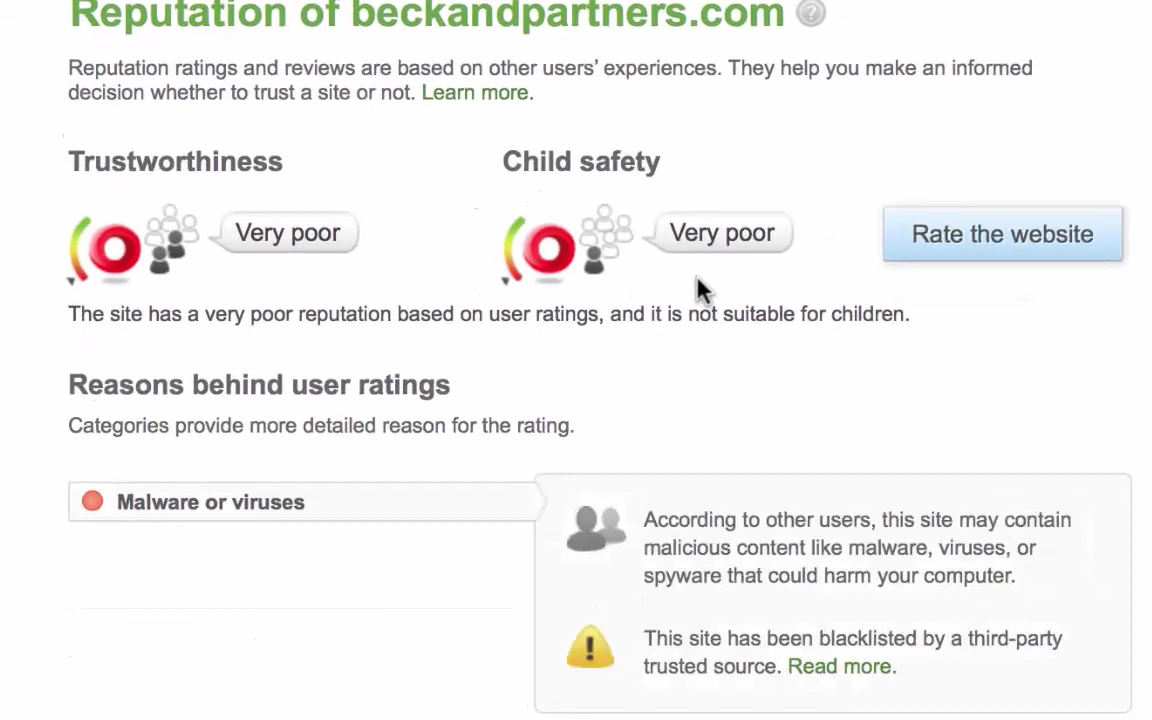 Reputation of beckandpartners.com ?
Reputation ratings and reviews are based on other users’ experiences. They help you make an informed
decision whether to trust a site or not. Learn more.
Trustworthiness
Child safety
Very poor
Very poor
Rate the website
The site has a very poor reputation based on user ratings, and it is not suitable for children.
Reasons behind user ratings
Categories provide more detailed reason for the rating.
Malware or viruses
According to other users, this site may contain
malicious content like malware, viruses, or
spyware that could harm your computer.
This site has been blacklisted by a third-party
trusted source. Read more.